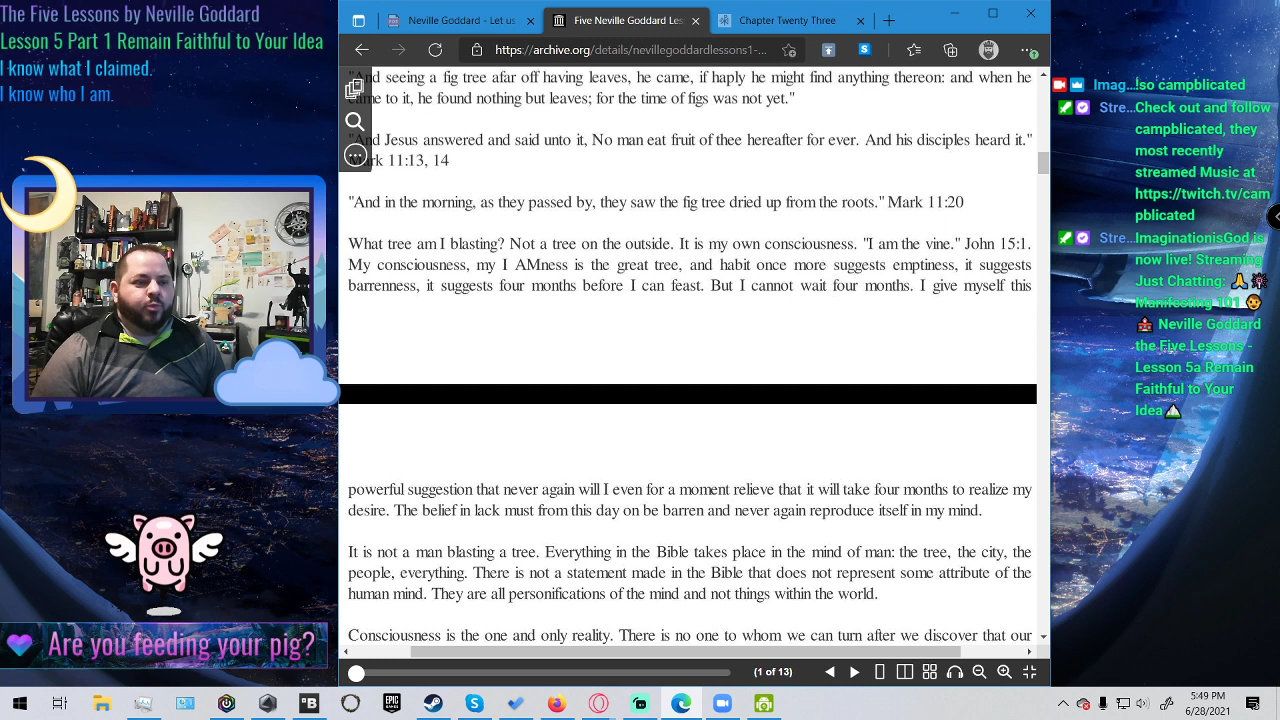 The Five Lessons by Neville Goddard
Lesson 5 Part 1 Remain Faithful to Your Idea
I know what I claimed.
I know who I am.
Neville Goddard - Let us
Five Neville Goddard Les
Chapter Twenty Three
https://archive.org/details/nevillegoddardlessons1-...
"And seeing a fig tree afar off having leaves, he came, if haply he might find anything thereon: and when he
came to it, he found nothing but leaves; for the time of figs was not yet."
"And Jesus answered and said unto it, No man eat fruit of thee hereafter for ever. And his disciples heard it."
Mark 11:13, 14
"And in the morning, as they pased by, they saw the fig tree dried up from the roots." Mark 11:20
What tree am I blasting? Not a tree on the outside. It is my own consciousness. "I am the vine." John 15:1.
My consciousness, my I AMness is the great tree, and habit once more suggests emptiness, it suggests
barrenness, it suggests four months before I can feast. But I cannot wait four months. I give myself this
powerful suggestion that never again will I even for a moment relieve that it will take four months to realize my
desire. The belief in lack must from this day on be barren and never again reproduce itself in my mind.
It is not a man blasting a tree. Everything in the Bible takes place in the mind of man: the tree, the city, the
people, everything. There is not a statement made in the Bible that does not represent some attribute of the
human mind. They are all personifications of the mind and not things within the world.
Consciousness is the one and only reality. There is no one to whom we can turn after we discover that our
(1 of 13)
Imag... !so campblicated
Stre... Check out and follow
campblicated, they
most recently
streamed Music at
https://twitch.tv/cam
pblicated
Stre... ImaginationisGod is
now live! Streaming
Just Chatting: 🙏
Manifesting 101
Neville Goddard
the Five Lessons -
Lesson 5a Remain
Faithful to Your
Idea
Are you feeding your pig?
EPIC
GAMES
5:49 PM
6/28/2021